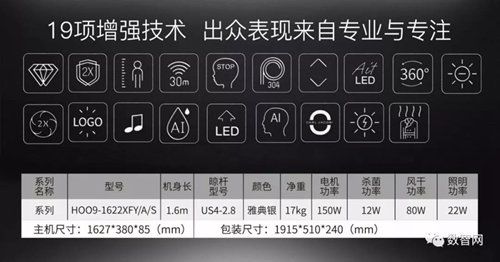 19项增强技术 出众表现来自专业与专注
2X STOP 30m 304 Act LED 360°
2X LOGO AI LED AI
系列名称 型号 机身长 晾杆型号 颜色 净重 电机功率 杀菌功率 风干功率 照明功率
系列 HOO9-1622XFY/A/S 1.6m US4-2.8 雅典银 17kg 150W 12W 80W 22W
主机尺寸：1627*380*85（mm） 包装尺寸：1915*510*240（mm）
数智网